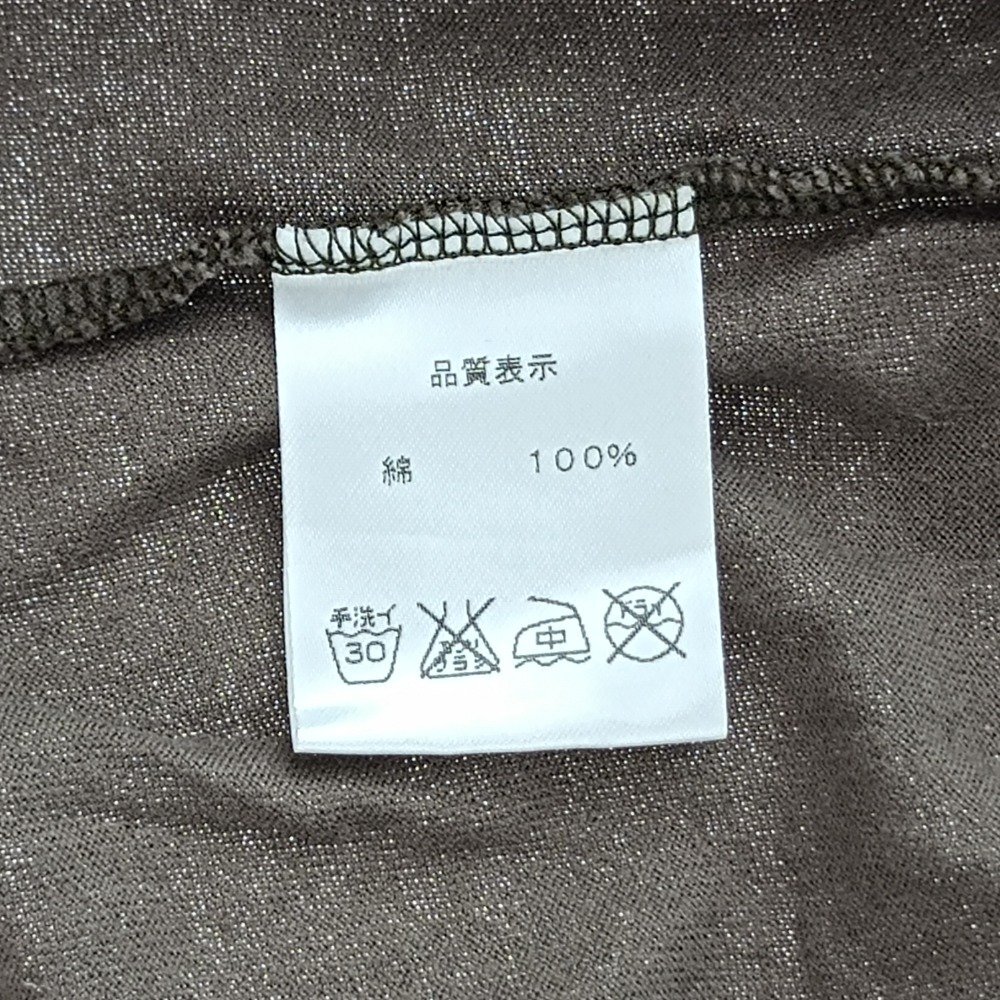 品質表示
綿 100%
手洗イ
30
エンソサラシ
中
ドライ